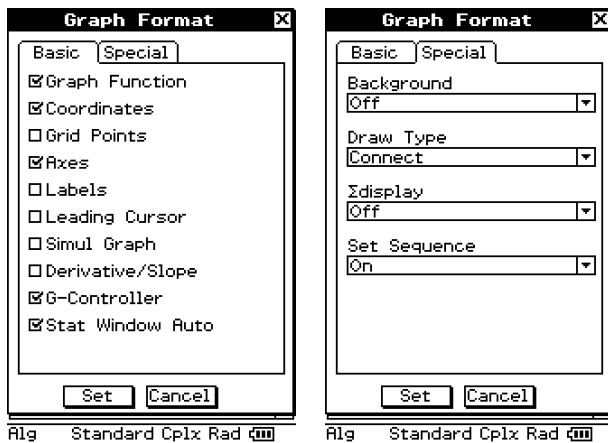 Graph Format
Basic Special
Graph Function
Coordinates
Grid Points
Axes
Labels
Leading Cursor
Simul Graph
Derivative/Slope
G-Controller
Stat Window Auto
Set Cancel
Alg Standard Cplx Rad
Graph Format
Basic Special
Background
Off
Draw Type
Connect
Σdisplay
Off
Set Sequence
On
Set Cancel
Alg Standard Cplx Rad